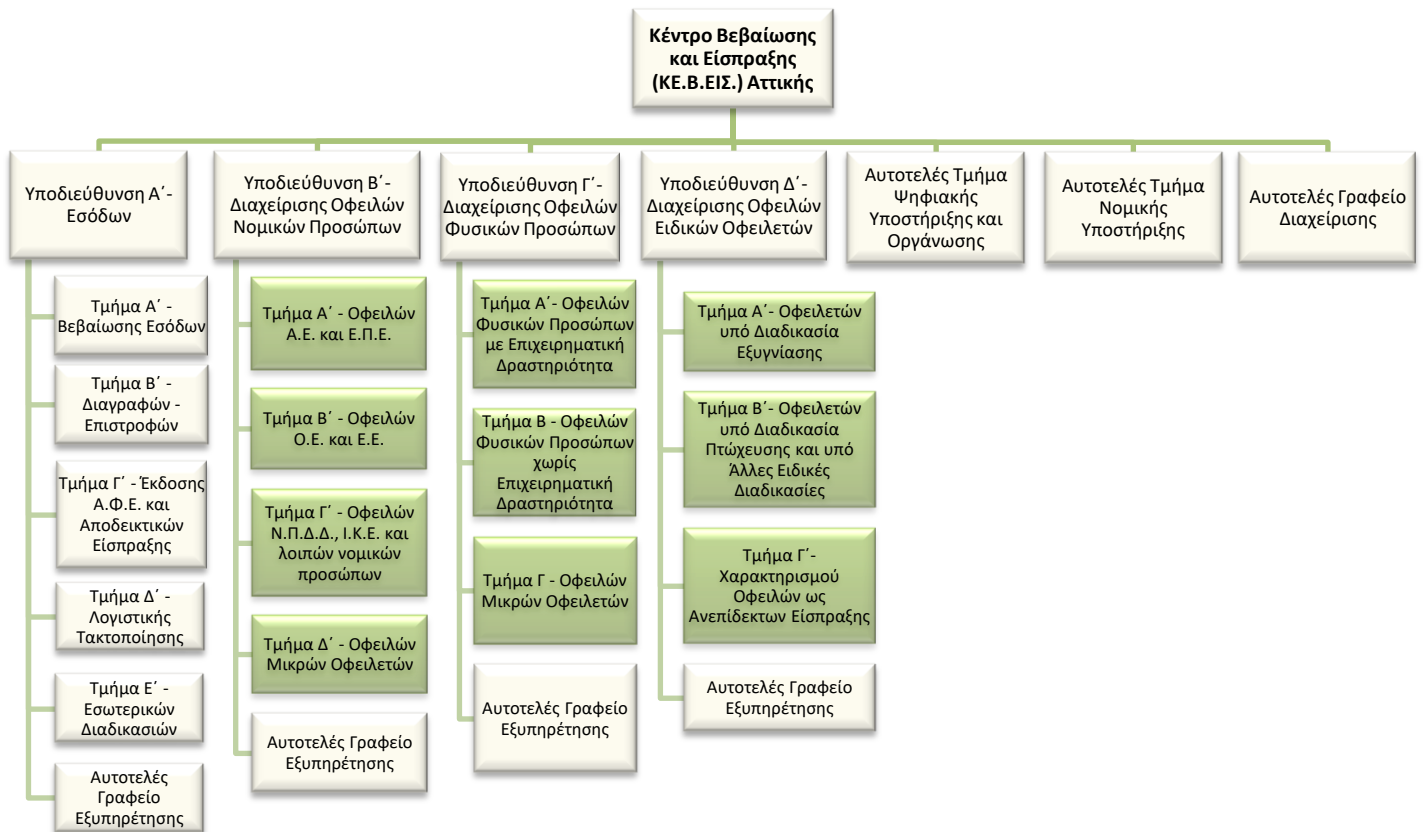 Κέντρο Βεβαίωσης
και Είσπραξης
(ΚΕ.Β.ΕΙΣ.) Αττικής
Υποδιεύθυνση Α΄-
Εσόδων
Τμήμα Α΄ -
Βεβαίωσης Εσόδων
Τμήμα Β΄ -
Διαγραφών -
Επιστροφών
Τμήμα Γ΄ - Έκδοσης
Α.Φ.Ε. και
Αποδεικτικών
Είσπραξης
Τμήμα Δ΄ -
Λογιστικής
Τακτοποίησης
Τμήμα Ε΄ -
Εσωτερικών
Διαδικασιών
Αυτοτελές
Γραφείο
Εξυπηρέτησης
Υποδιεύθυνση Β΄-
Διαχείρισης Οφειλών
Νομικών Προσώπων
Τμήμα Α΄ - Οφειλών
Α.Ε. και Ε.Π.Ε.
Τμήμα Β΄ - Οφειλών
Ο.Ε. και Ε.Ε.
Τμήμα Γ΄ - Οφειλών
Ν.Π.Δ.Δ., Ι.Κ.Ε. και
λοιπών νομικών
προσώπων
Τμήμα Δ΄ - Οφειλών
Μικρών Οφειλετών
Αυτοτελές Γραφείο
Εξυπηρέτησης
Υποδιεύθυνση Γ΄-
Διαχείρισης Οφειλών
Φυσικών Προσώπων
Τμήμα Α΄- Οφειλών
Φυσικών Προσώπων
με Επιχειρηματική
Δραστηριότητα
Τμήμα Β - Οφειλών
Φυσικών Προσώπων
χωρίς
Επιχειρηματική
Δραστηριότητα
Τμήμα Γ - Οφειλών
Μικρών Οφειλετών
Αυτοτελές Γραφείο
Εξυπηρέτησης
Υποδιεύθυνση Δ΄-
Διαχείρισης Οφειλών
Ειδικών Οφειλετών
Τμήμα Α΄- Οφειλετών
υπό Διαδικασία
Εξυγνίασης
Τμήμα Β΄- Οφειλετών
υπό Διαδικασία
Πτώχευσης και υπό
Άλλες Ειδικές
Διαδικασίες
Τμήμα Γ΄-
Χαρακτηρισμού
Οφειλών ως
Ανεπίδεκτων Είσπραξης
Αυτοτελές Γραφείο
Εξυπηρέτησης
Αυτοτελές Τμήμα
Ψηφιακής
Υποστήριξης και
Οργάνωσης
Αυτοτελές Τμήμα
Νομικής
Υποστήριξης
Αυτοτελές Γραφείο
Διαχείρισης